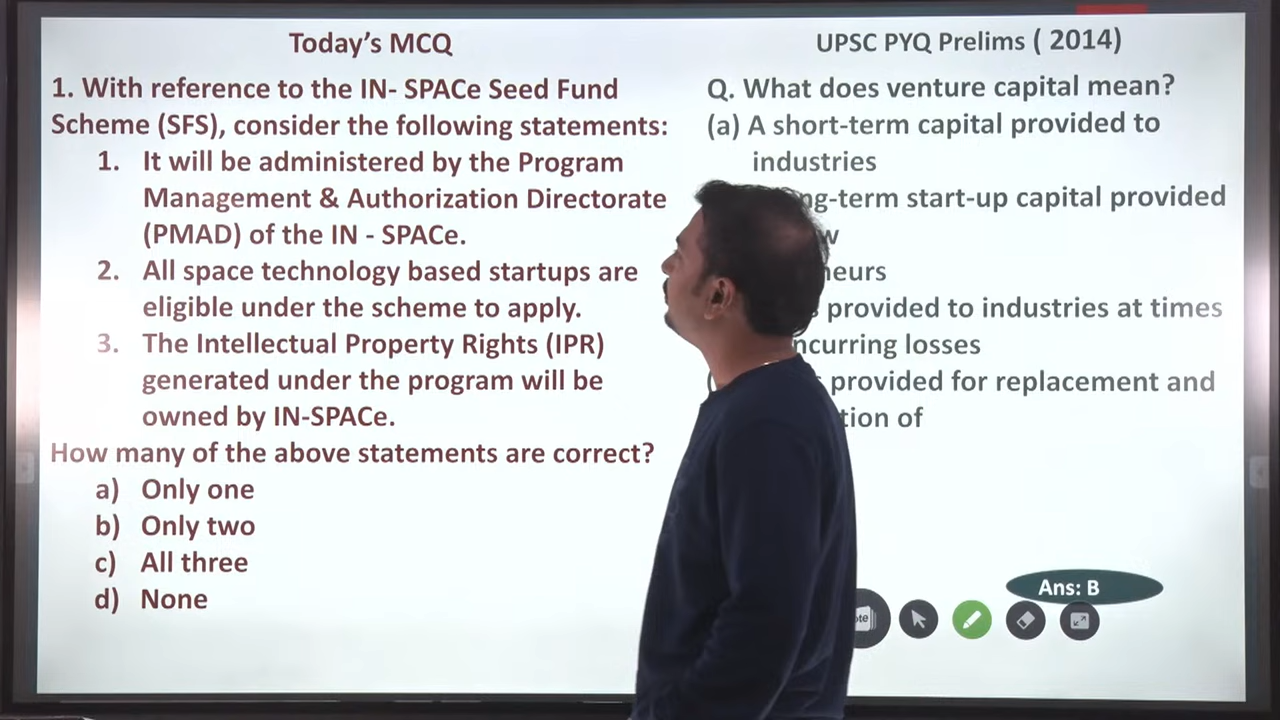 Today's MCQ
1. With reference to the IN- SPACe Seed Fund
Scheme (SFS), consider the following statements:
1. It will be administered by the Program
Management & Authorization Directorate
(PMAD) of the IN - SPACe.
2. All space technology based startups are
eligible under the scheme to apply.
3. The Intellectual Property Rights (IPR)
generated under the program will be
owned by IN-SPACe.
How many of the above statements are correct?
a) Only one
b) Only two
c) All three
d) None
UPSC PYQ Prelims ( 2014)
Q. What does venture capital mean?
(a) A short-term capital provided to
industries
start-up capital provided
provided to industries at times
losses
provided for replacement and
of
Ans: B